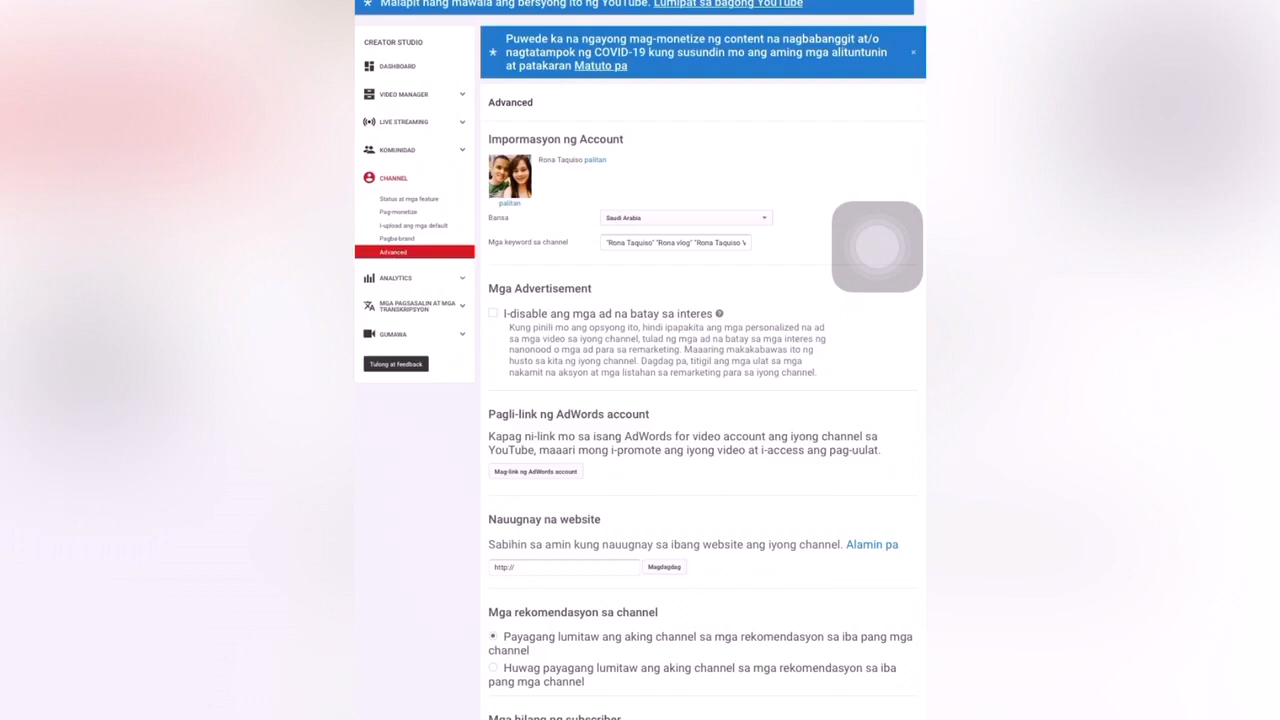 Malapit nang mawala ang bersyong ito ng YouTube. Lumipat sa bagong YouTube
CREATOR STUDIO
DASHBOARD
VIDEO MANAGER
LIVE STREAMING
KOMUNIDAD
CHANNEL
Status at mga feature
Pag-monetize
I-upload ang mga default
Pagba-brand
Advanced
ANALYTICS
MGA PAGSASALIN AT MGA
TRANSKRIPSYON
GUMAWA
Tulong at feedback
Puwede ka na ngayong mag-monetize ng content na nagbabanggit at/o
nagtatampok ng COVID-19 kung susundin mo ang aming mga alituntunin
at patakaran Matuto pa
×
Advanced
Impormasyon ng Account
Rona Taquiso palitan
palitan
Bansa
Saudi Arabia
Mga keyword sa channel
"Rona Taquiso" "Rona vlog" "Rona Taquiso V
Mga Advertisement
I-disable ang mga ad na batay sa interes
Kung pinili mo ang opsyong ito, hindi ipapakita ang mga personalized na ad
sa mga video sa iyong channel, tulad ng mga ad na batay sa mga interes ng
nanonood o mga ad para sa remarketing. Maaaring makakabawas ito ng
husto sa kita ng iyong channel. Dagdag pa, titigil ang mga ulat sa mga
nakamit na aksyon at mga listahan sa remarketing para sa iyong channel.
Pagli-link ng AdWords account
Kapag ni-link mo sa isang AdWords for video account ang iyong channel sa
YouTube, maaari mong i-promote ang iyong video at i-access ang pag-uulat.
Mag-link ng AdWords account
Nauugnay na website
Sabihin sa amin kung nauugnay sa ibang website ang iyong channel. Alamin pa
http://
Magdagdag
Mga rekomendasyon sa channel
Payagang lumitaw ang aking channel sa mga rekomendasyon sa iba pang mga
channel
Huwag payagang lumitaw ang aking channel sa mga rekomendasyon sa iba
pang mga channel
Mga bilang ng subscriber